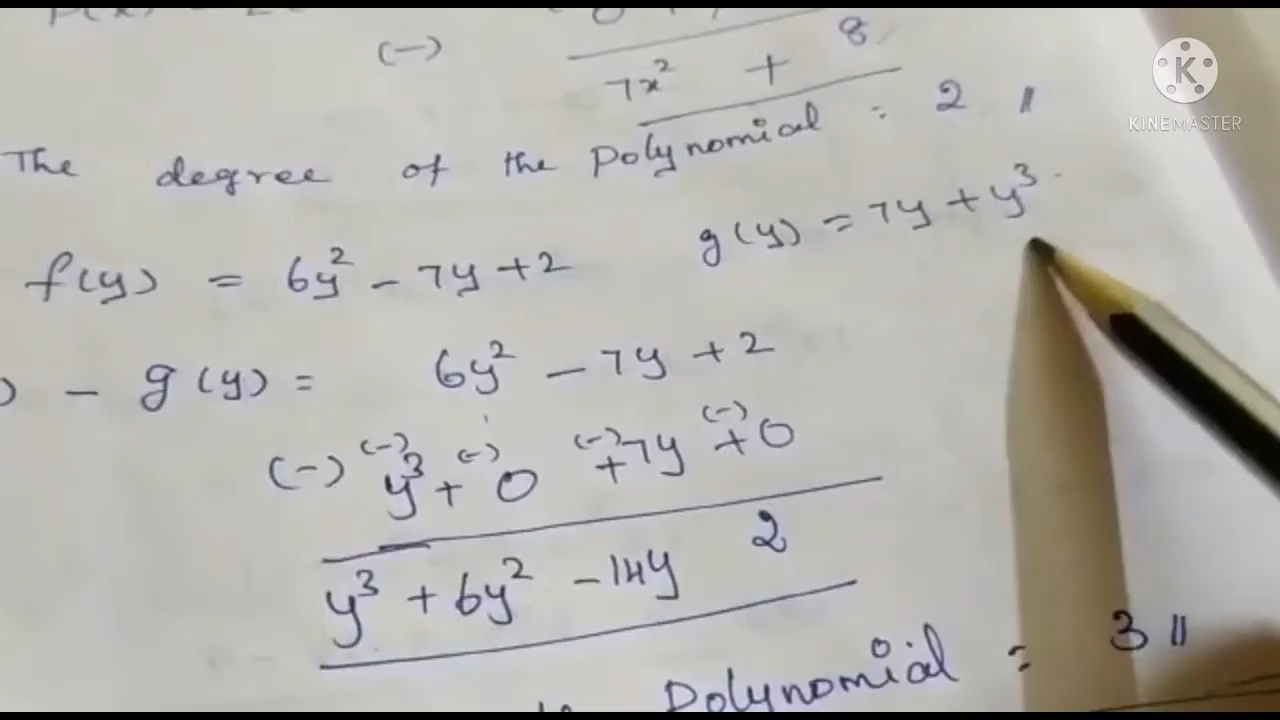 (-)
7x² + 8
The degree of the Polynomial : 2 //
f(y) = 6y² - 7y + 2 g(y) = 7y + y³
) - g(y) = 6y² - 7y + 2
(-) (-) (-) (-) (-)
y³ + 0 + 7y + 0
y³ + 6y² - 14y 2
Polynomial : 3 //
K
KINEMASTER